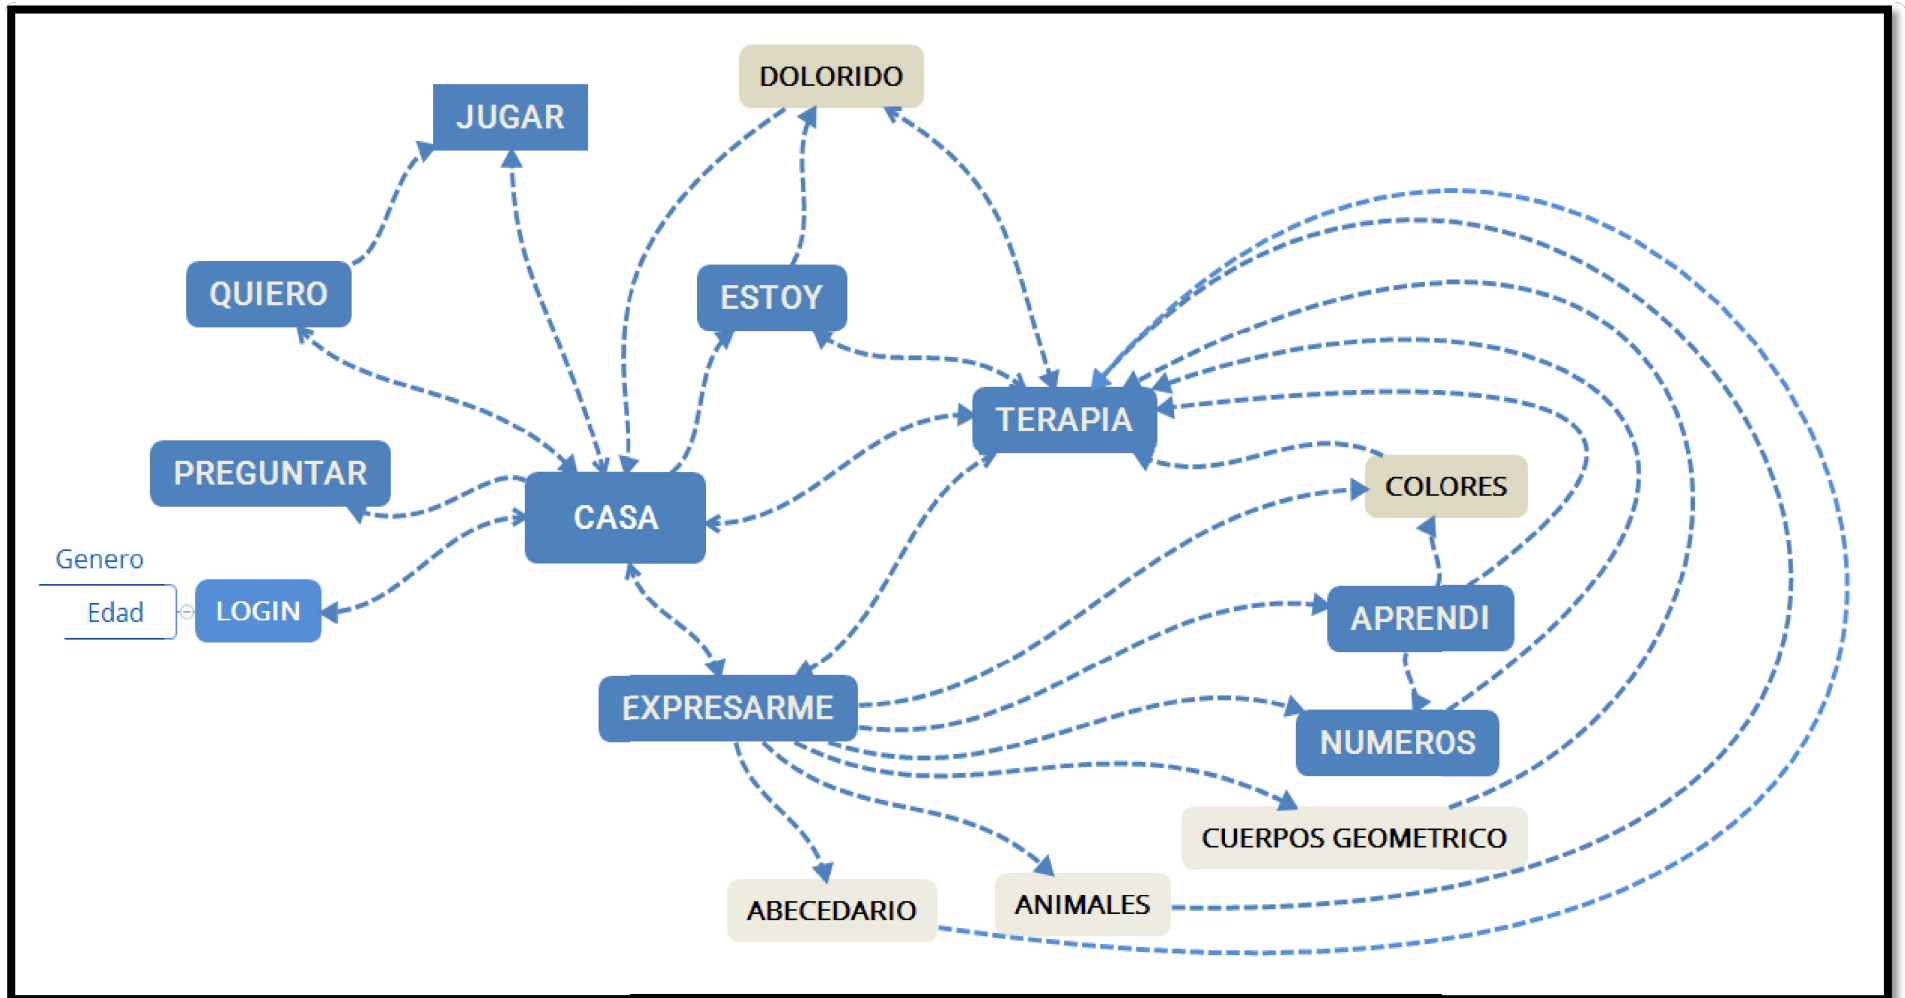 DOLORIDO
JUGAR
QUIERO
ESTOY
TERAPIA
PREGUNTAR
CASA
COLORES
Genero
Edad
LOGIN
APRENDI
EXPRESARME
NUMEROS
CUERPOS GEOMETRICO
ABECEDARIO
ANIMALES